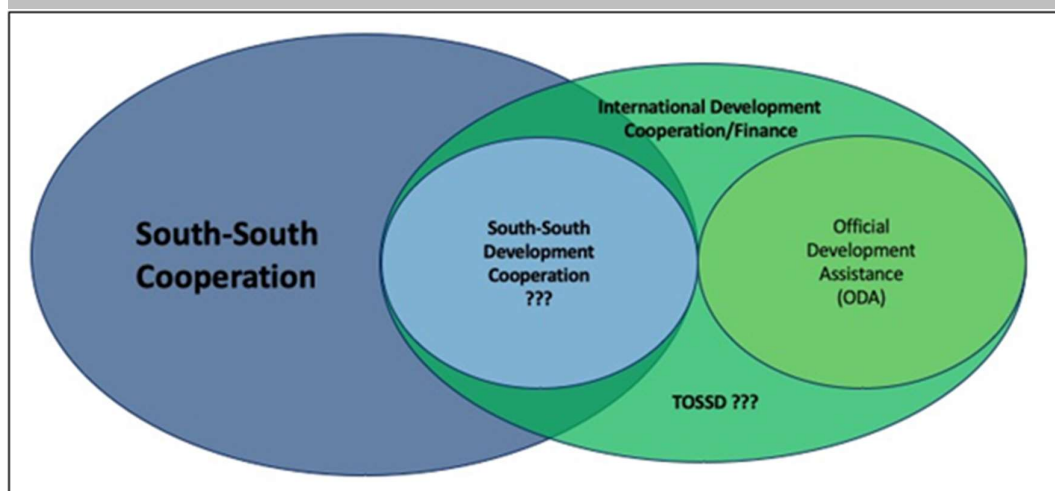 South-South
Cooperation
International Development
Cooperation/Finance
South-South
Development
Cooperation
???
Official
Development
Assistance
(ODA)
TOSSD ???